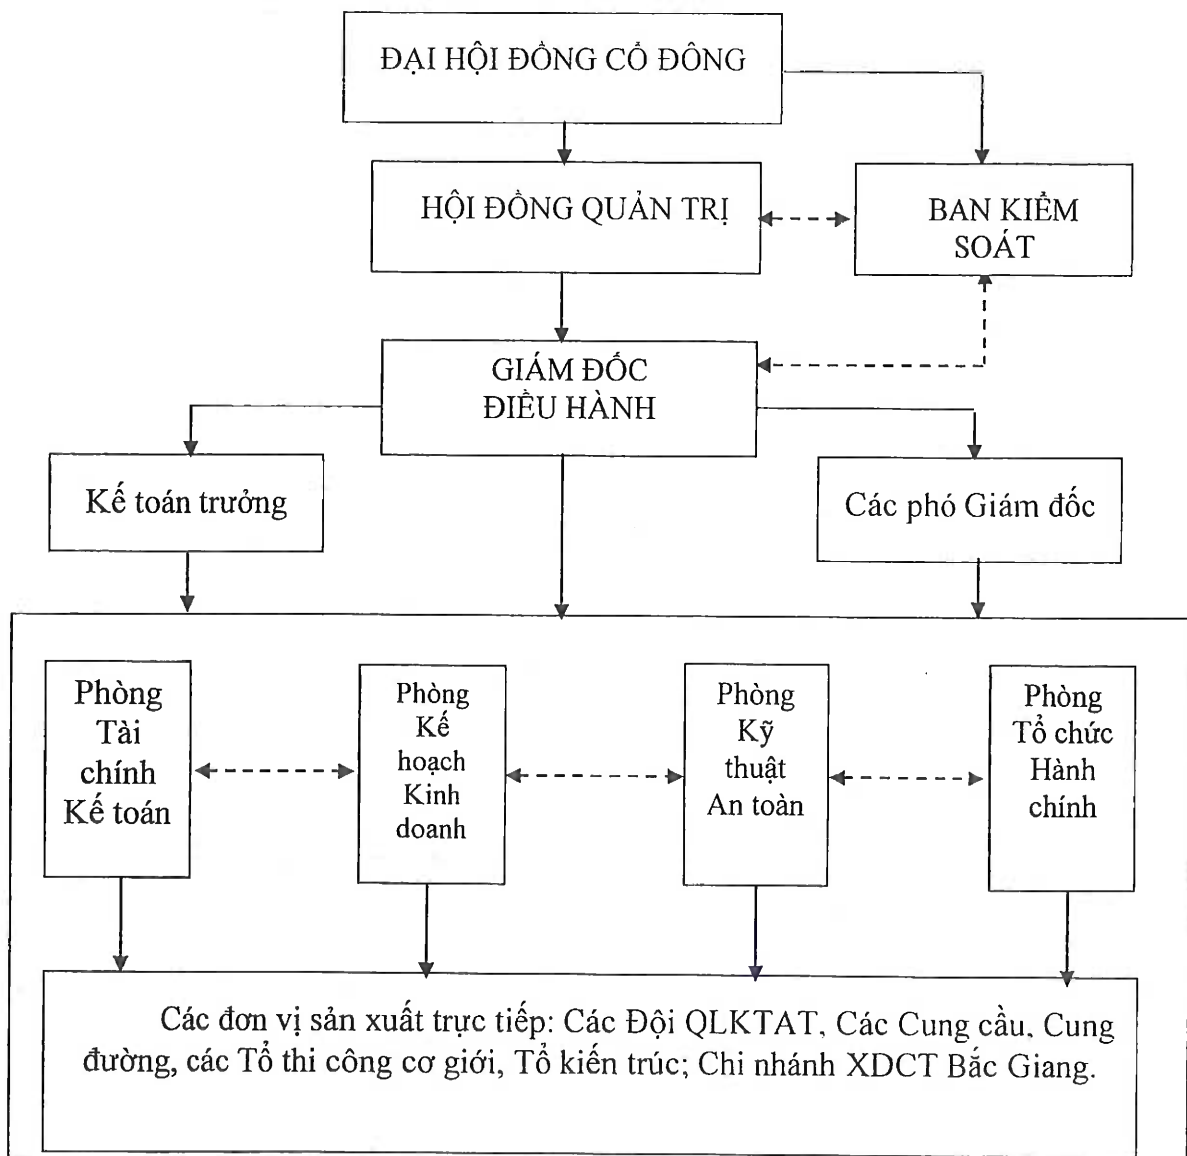 ĐẠI HỘI ĐỒNG CỔ ĐÔNG
HỘI ĐỒNG QUẢN TRỊ
BAN KIỂM
SOÁT
GIÁM ĐỐC
ĐIỀU HÀNH
Kế toán trưởng
Các phó Giám đốc
Phòng
Tài
chính
Kế toán
Phòng
Kế
hoạch
Kinh
doanh
Phòng
Kỹ
thuật
An toàn
Phòng
Tổ chức
Hành
chính
Các đơn vị sản xuất trực tiếp: Các Đội QLKTAT, Các Cung cầu, Cung
đường, các Tổ thi công cơ giới, Tổ kiến trúc; Chi nhánh XDCT Bắc Giang.